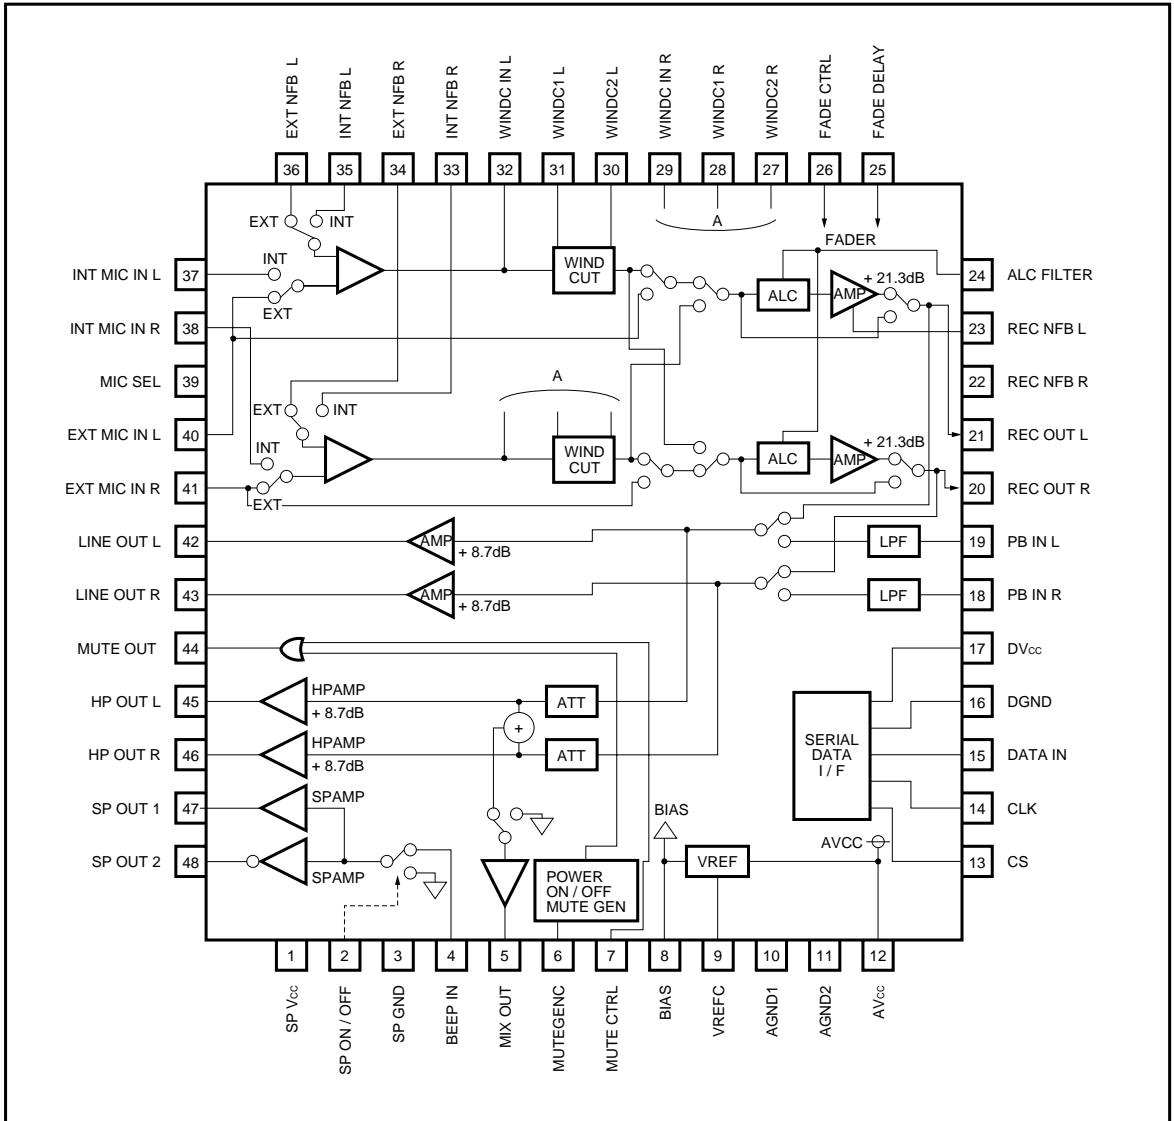 EXT NFB L
INT NFB L
EXT NFB R
INT NFB R
WINDC IN L
WINDC1 L
WINDC2 L
WINDC IN R
WINDC1 R
WINDC2 R
FADE CTRL
FADE DELAY
36
35
34
33
32
31
30
29
28
27
26
25
EXT
INT
A
FADER
INT MIC IN L
37
INT
EXT
WIND
CUT
ALC
AMP
+ 21.3dB
24
ALC FILTER
INT MIC IN R
38
23
REC NFB L
MIC SEL
39
A
22
REC NFB R
EXT MIC IN L
40
EXT
INT
INT
WIND
CUT
ALC
AMP
+ 21.3dB
21
REC OUT L
EXT MIC IN R
41
EXT
20
REC OUT R
LINE OUT L
42
AMP
+ 8.7dB
LPF
19
PB IN L
LINE OUT R
43
AMP
+ 8.7dB
LPF
18
PB IN R
MUTE OUT
44
17
DVcc
HP OUT L
45
HPAMP
+ 8.7dB
ATT
16
DGND
+
HP OUT R
46
HPAMP
+ 8.7dB
ATT
SERIAL
DATA
I / F
15
DATA IN
SP OUT 1
47
SPAMP
BIAS
14
CLK
AVCC
SP OUT 2
48
SPAMP
POWER
ON / OFF
MUTE GEN
VREF
13
CS
1
2
3
4
5
6
7
8
9
10
11
12
SP Vcc
SP ON / OFF
SP GND
BEEP IN
MIX OUT
MUTEGENC
MUTE CTRL
BIAS
VREFC
AGND1
AGND2
AVcc